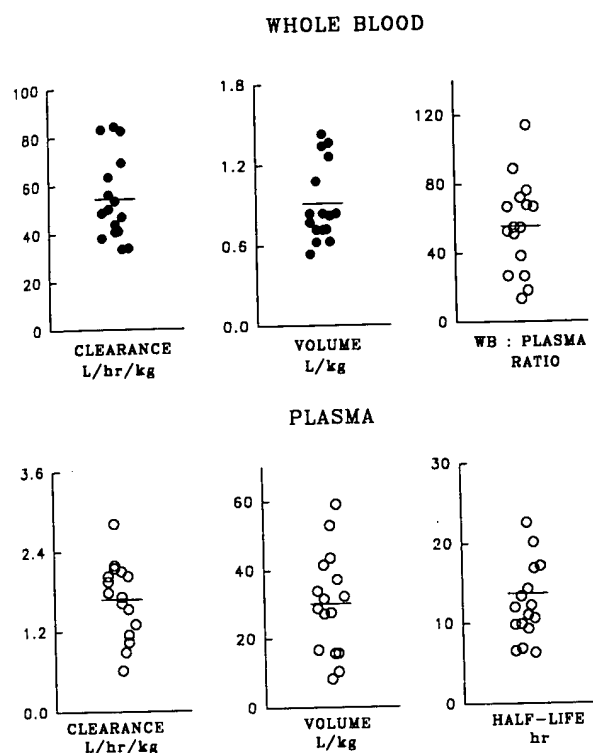 WHOLE BLOOD
100
80
60
40
20
0
CLEARANCE
L/hr/kg
1.8
1.2
0.6
0.0
VOLUME
L/kg
120
80
60
40
0
WB : PLASMA
RATIO
PLASMA
3.6
2.4
1.2
0.0
CLEARANCE
L/hr/kg
60
40
20
0
VOLUME
L/kg
30
20
10
0
HALF-LIFE
hr